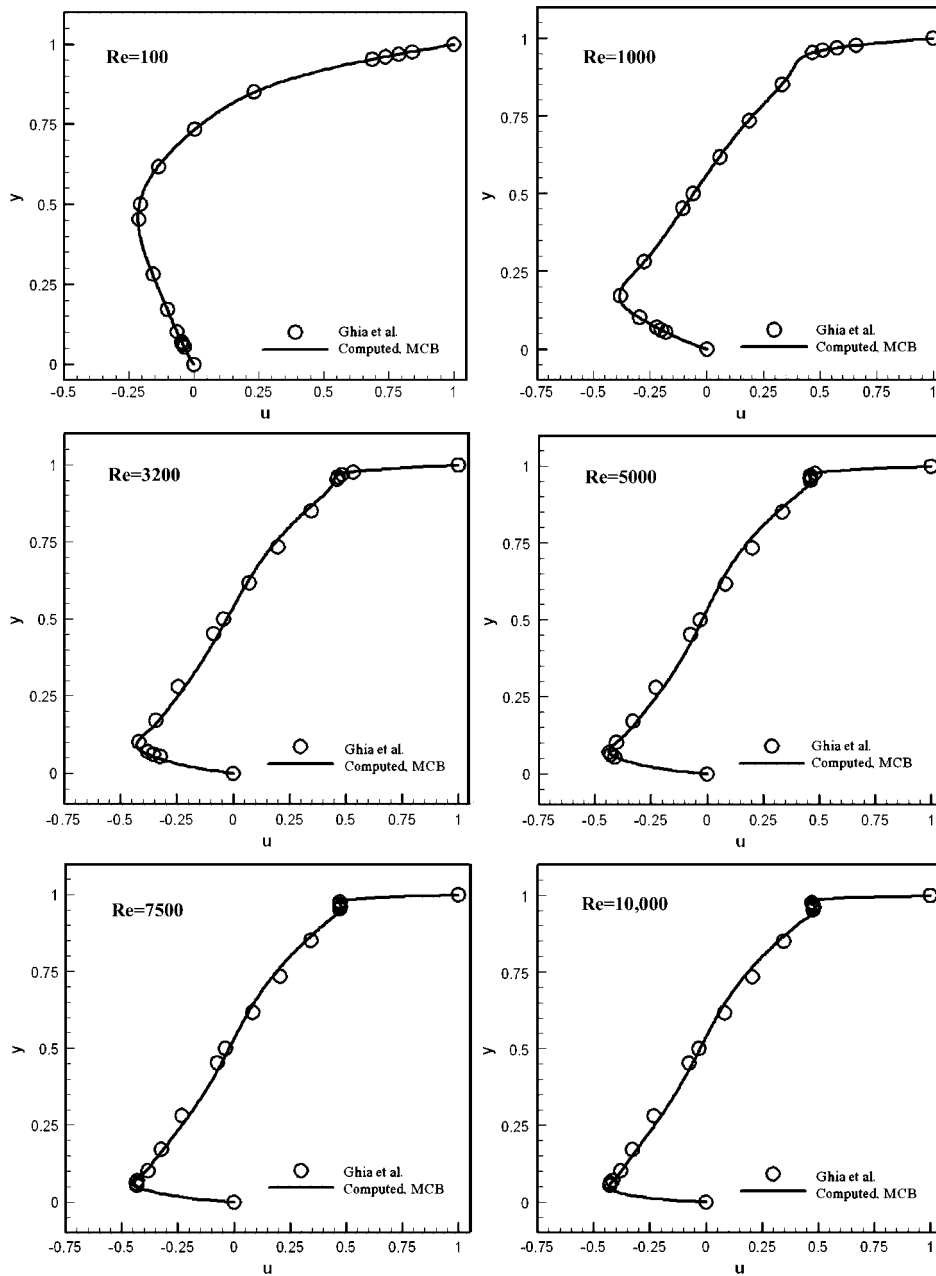 Re=100
1
0.75
y
0.5
0.25
0
Ghia et al.
Computed, MCB
-0.5
-0.25
0
0.25
0.5
0.75
1
u
Re=1000
1
0.75
y
0.5
0.25
0
Ghia et al.
Computed, MCB
-0.75
-0.5
-0.25
0
0.25
0.5
0.75
1
u
Re=3200
1
0.75
y
0.5
0.25
0
Ghia et al.
Computed, MCB
-0.75
-0.5
-0.25
0
0.25
0.5
0.75
1
u
Re=5000
1
0.75
y
0.5
0.25
0
Ghia et al.
Computed, MCB
-0.75
-0.5
-0.25
0
0.25
0.5
0.75
1
u
Re=7500
1
0.75
y
0.5
0.25
0
Ghia et al.
Computed, MCB
-0.75
-0.5
-0.25
0
0.25
0.5
0.75
1
u
Re=10,000
1
0.75
y
0.5
0.25
0
Ghia et al.
Computed, MCB
-0.75
-0.5
-0.25
0
0.25
0.5
0.75
1
u